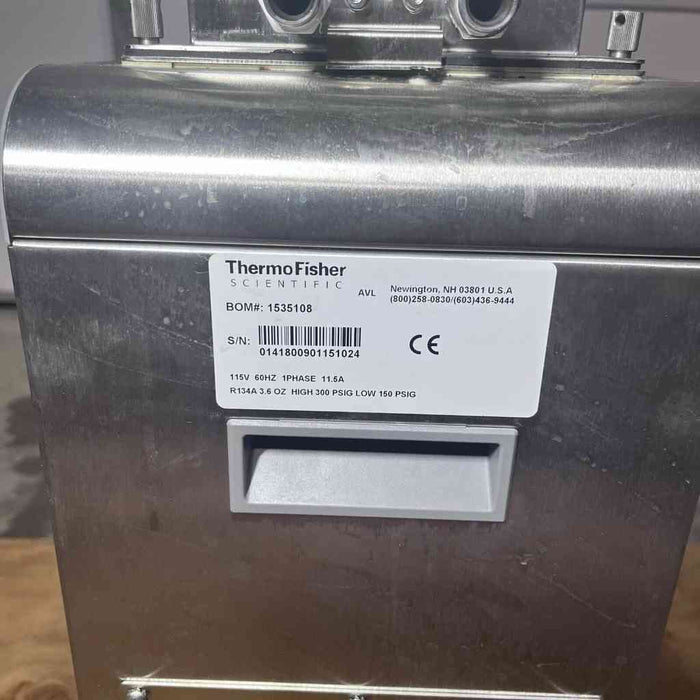 ThermoFisher
SCIENTIFIC
AVL
Newington, NH 03801 U.S.A
(800)258-0830/(603)436-9444
BOM#: 1535108
S/N:
0141800901151024
CE
115V 60HZ 1PHASE 11.5A
R134A 3.6 OZ HIGH 300 PSIG LOW 150 PSIG